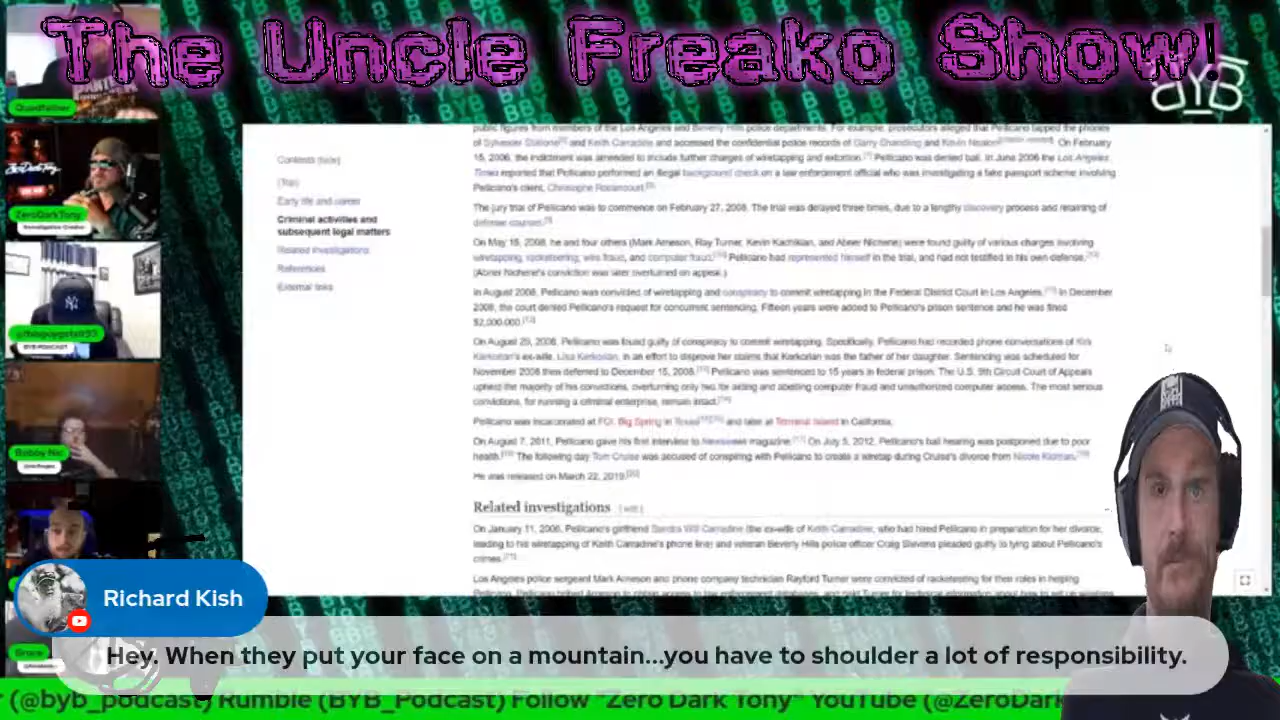 The Uncle Freako Show!
BYB
Quadfather
ZeroDarkTony
BYB PODCAST
Bobby Nic
Bruce
public figures from members of the Los Angeles and Beverly Hills police departments. For example, prosecutors alleged that Pellicano tapped the phones
of Sylvester Stallone and Keith Carradine and accessed the confidential police records of Garry Shandling and Kevin Nealon. On February
15, 2006, the indictment was amended to include further charges of wiretapping and extortion. Pellicano was denied bail. In June 2006 the Los Angeles
Times reported that Pellicano performed an illegal background check on a law enforcement official who was investigating a fake passport scheme involving
Pellicano's client, Christophe Rocancourt.
The jury trial of Pellicano was to commence on February 27, 2008. The trial was delayed three times, due to a lengthy discovery process and retaining of
defense counsel.
On May 15, 2008, he and four others (Mark Arneson, Ray Turner, Kevin Kachikian, and Abner Nicherie) were found guilty of various charges involving
wiretapping, racketeering, wire fraud, and computer fraud. Pellicano had represented himself in the trial, and had not testified in his own defense.
(Abner Nicherie's conviction was later overturned on appeal.)
In August 2008, Pellicano was convicted of wiretapping and conspiracy to commit wiretapping in the Federal District Court in Los Angeles. In December
2008, the court denied Pellicano's request for concurrent sentencing. Fifteen years were added to Pellicano's prison sentence and he was fined
$2,000,000.
On August 29, 2008, Pellicano was found guilty of conspiracy to commit wiretapping. Specifically, Pellicano had recorded phone conversations of Kirk
Kerkorian's ex-wife, Lisa Kerkorian, in an effort to disprove her claims that Kerkorian was the father of her daughter. Sentencing was scheduled for
November 2008 then deferred to December 15, 2008. Pellicano was sentenced to 15 years in federal prison. The U.S. 9th Circuit Court of Appeals
upheld the majority of his convictions, overturning only two for aiding and abetting computer fraud and unauthorized computer access. The most serious
convictions, for running a criminal enterprise, remain intact.
Pellicano was incarcerated at FCI, Big Spring in Texas and later at Terminal Island in California.
On August 7, 2011, Pellicano gave his first interview to Newsweek magazine. On July 5, 2012, Pellicano's bail hearing was postponed due to poor
health. The following day Tom Cruise was accused of conspiring with Pellicano to create a wiretap during Cruise's divorce from Nicole Kidman.
He was released on March 22, 2019.
Related investigations [edit]
On January 11, 2006, Pellicano's girlfriend Sandra Will Carradine (the ex-wife of Keith Carradine, who had hired Pellicano in preparation for her divorce,
leading to his wiretapping of Keith Carradine's phone line) and veteran Beverly Hills police officer Craig Stevens pleaded guilty to lying about Pellicano's
crimes.
Los Angeles police sergeant Mark Arneson and phone company technician Rayford Turner were convicted of racketeering for their roles in helping
Contents [hide]
(Top)
Early life and career
Criminal activities and
subsequent legal matters
Related investigations
References
External links
Richard Kish
Hey. When they put your face on a mountain...you have to shoulder a lot of responsibility.
(@byb_podcast) Rumble (BYB_Podcast) Follow "Zero Dark Tony" YouTube (@ZeroDark